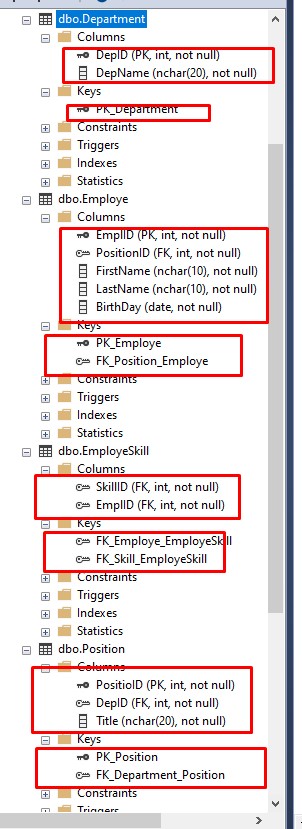 dbo.Department
Columns
DepID (PK, int, not null)
DepName (nchar(20), not null)
Keys
PK_Department
Constraints
Triggers
Indexes
Statistics
dbo.Employe
Columns
EmplID (PK, int, not null)
PositionID (FK, int, not null)
FirstName (nchar(10), not null)
LastName (nchar(10), not null)
BirthDay (date, not null)
Keys
PK_Employe
FK_Position_Employe
Constraints
Triggers
Indexes
Statistics
dbo.EmployeSkill
Columns
SkillID (FK, int, not null)
EmplID (FK, int, not null)
Keys
FK_Employe_EmployeSkill
FK_Skill_EmployeSkill
Constraints
Triggers
Indexes
Statistics
dbo.Position
Columns
PositioID (PK, int, not null)
DepID (FK, int, not null)
Title (nchar(20), not null)
Keys
PK_Position
FK_Department_Position
Constraints
Triggers